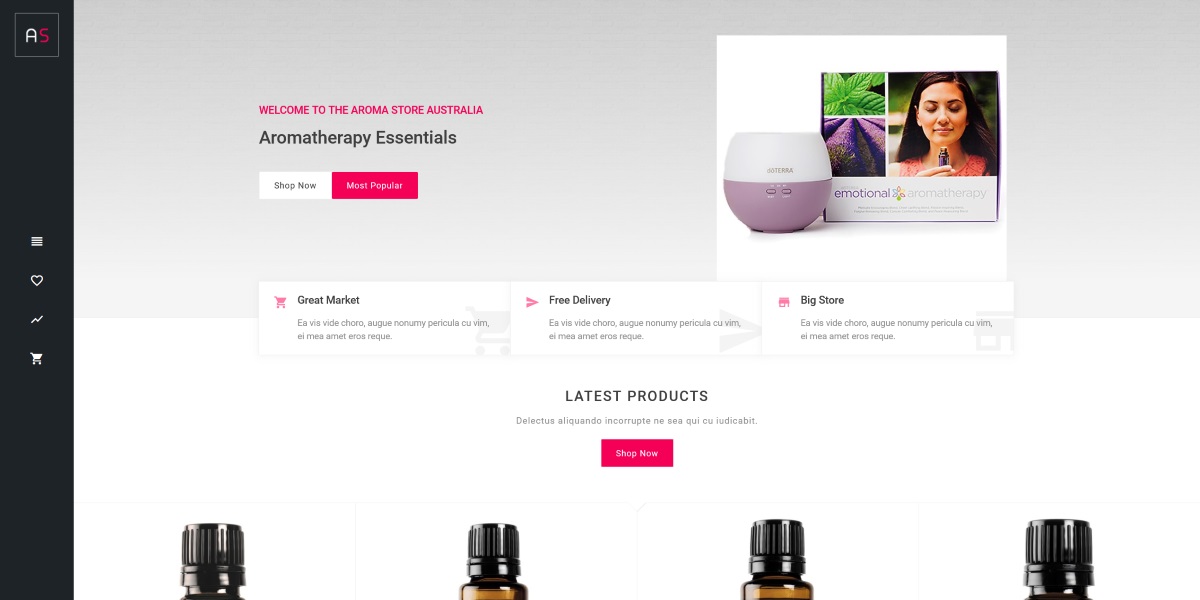 AS
WELCOME TO THE AROMA STORE AUSTRALIA
Aromatherapy Essentials
Shop Now
Most Popular
dōTERRA
emotional aromatherapy
Great Market
Ea vis vide choro, augue nonumy pericula cu vim,
ei mea amet eros reque.
Free Delivery
Ea vis vide choro, augue nonumy pericula cu vim,
ei mea amet eros reque.
Big Store
Ea vis vide choro, augue nonumy pericula cu vim,
ei mea amet eros reque.
LATEST PRODUCTS
Delectus aliquando incorrupte ne sea qui cu iudicabit.
Shop Now